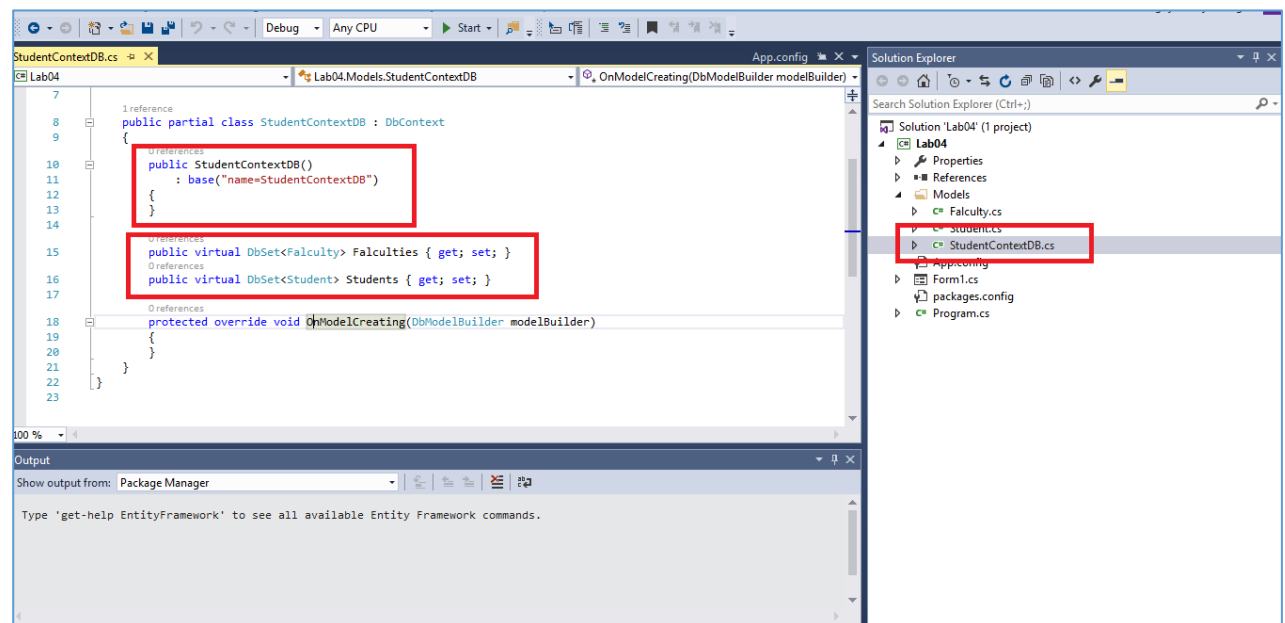 Debug
Any CPU
Start
StudentContextDB.cs
App.config
Lab04
Lab04.Models.StudentContextDB
OnModelCreating(DbModelBuilder modelBuilder)
7
1 reference
8 public partial class StudentContextDB : DbContext
9 {
0 references
10 public StudentContextDB()
11 : base("name=StudentContextDB")
12 {
13 }
14
0 references
15 public virtual DbSet<Falculty> Falculties { get; set; }
0 references
16 public virtual DbSet<Student> Students { get; set; }
17
0 references
18 protected override void OnModelCreating(DbModelBuilder modelBuilder)
19 {
20 }
21 }
22 }
23
100 %
Output
Show output from: Package Manager
Type 'get-help EntityFramework' to see all available Entity Framework commands.
Solution Explorer
Search Solution Explorer (Ctrl+;)
Solution 'Lab04' (1 project)
C# Lab04
Properties
References
Models
C# Falculty.cs
C# Student.cs
C# StudentContextDB.cs
App.config
Form1.cs
packages.config
C# Program.cs